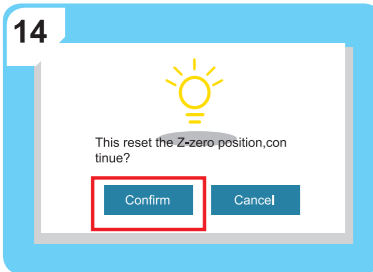 14
This reset the Z-zero position,con
tinue?
Confirm
Cancel